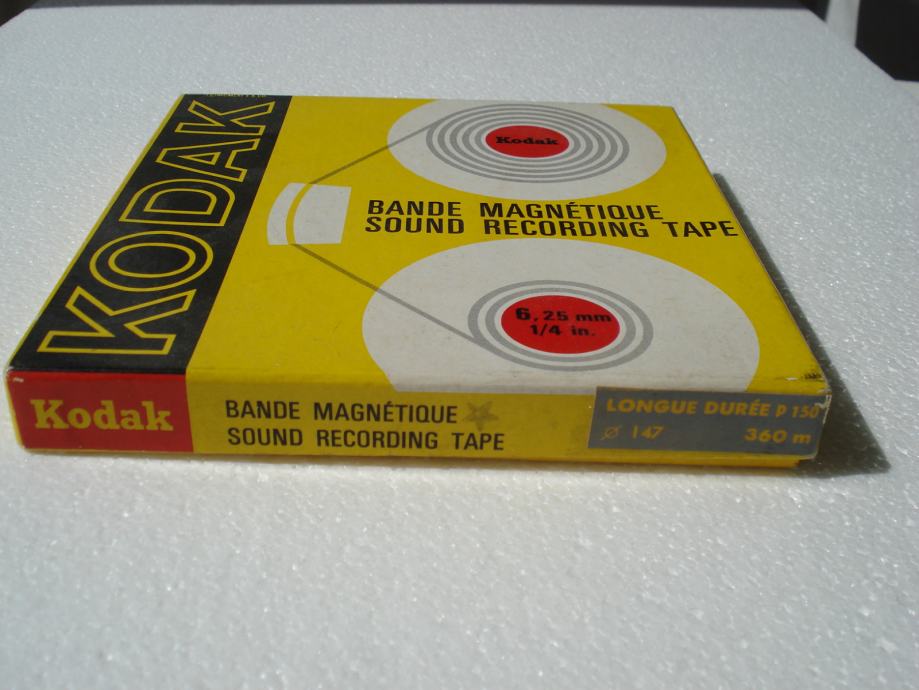 KODAK
Kodak
BANDE MAGNÉTIQUE
SOUND RECORDING TAPE
6,25 mm
1/4 in.
Kodak
BANDE MAGNÉTIQUE
SOUND RECORDING TAPE
LONGUE DURÉE P 150
Ø 147
360 m